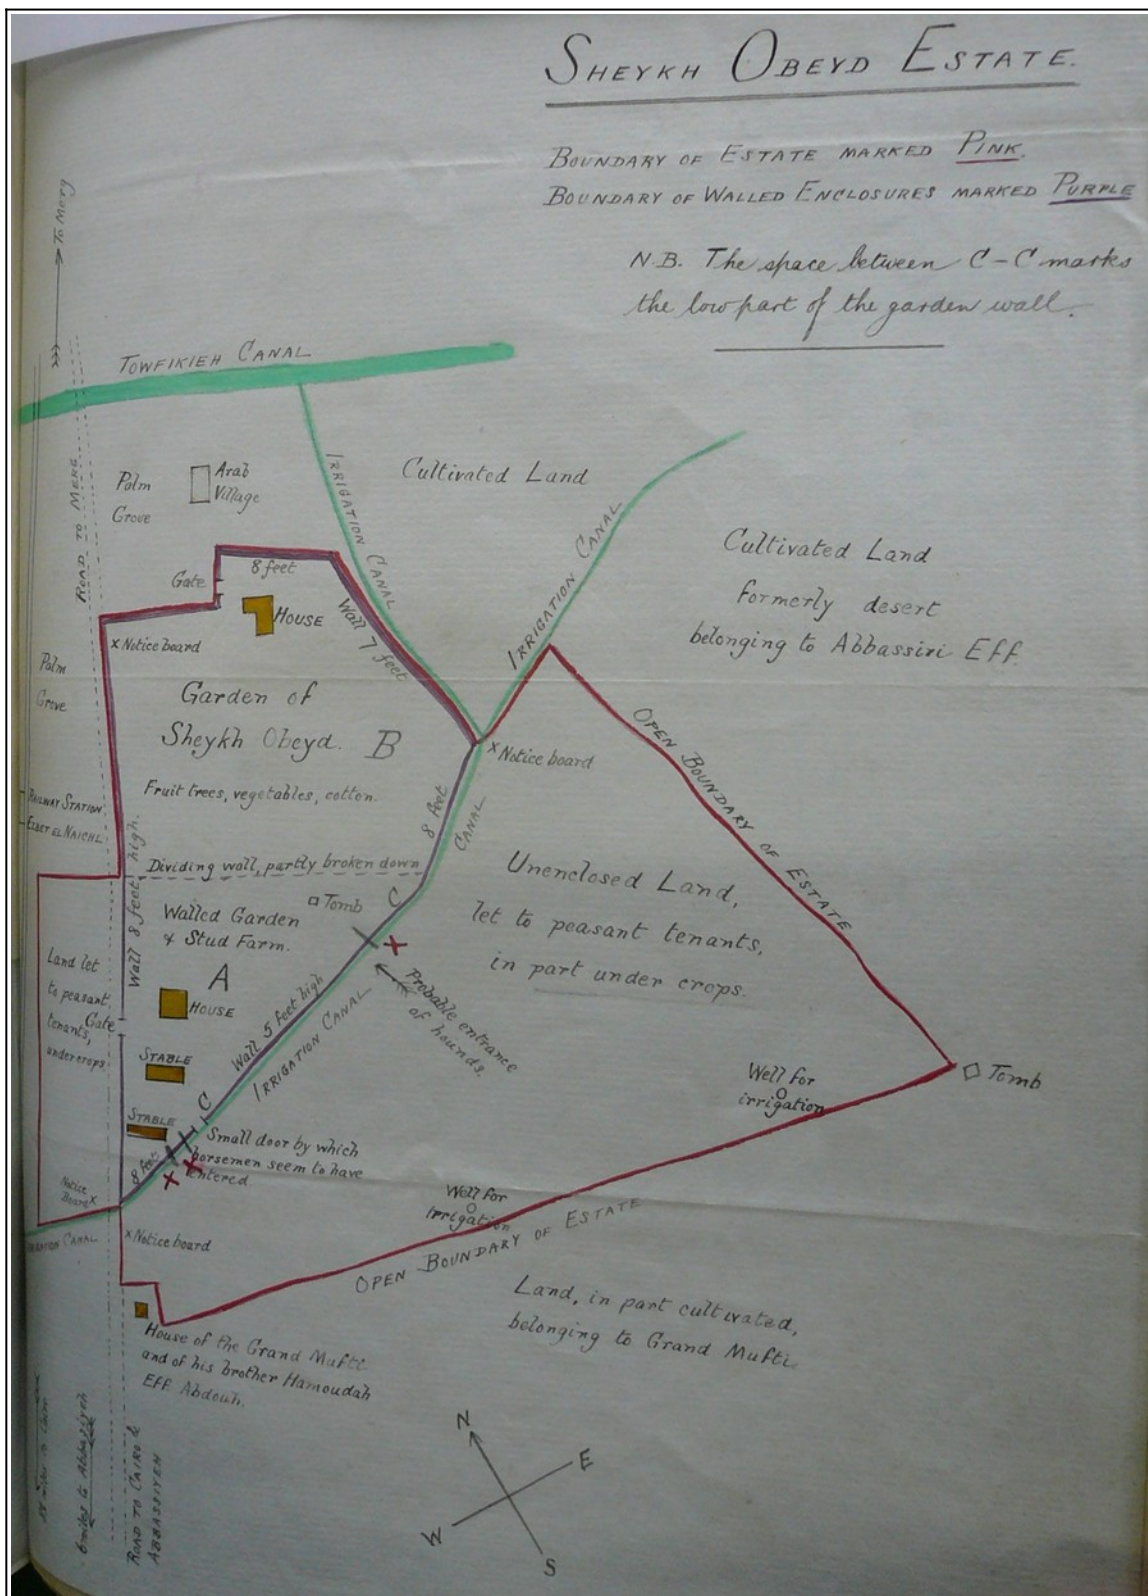 SHEYKH OBEYD ESTATE.
BOUNDARY OF ESTATE MARKED PINK.
BOUNDARY OF WALLED ENCLOSURES MARKED PURPLE
N.B. The space between C-C marks
the low part of the garden wall.
To Merg
TOWFIKIEH CANAL
ROAD TO MERG
Palm
Grove
Arab
Village
IRRIGATION CANAL
Cultivated Land
IRRIGATION CANAL
Cultivated Land
formerly desert
belonging to Abbassiri Eff.
Gate
8 feet
HOUSE
Wall 7 feet
x Notice board
Palm
Grove
Garden of
Sheykh Obeyd. B
Fruit trees, vegetables, cotton.
x Notice board
OPEN BOUNDARY OF ESTATE
RAILWAY STATION
EZBET EL NAICHL
8 feet
CANAL
Wall 8 feet high.
Dividing wall, partly broken down
Tomb
C
Walled Garden
& Stud Farm.
A
HOUSE
Unenclosed Land,
let to peasant tenants,
in part under crops.
Land let
to peasant
tenants,
under crops.
Gate
X
Probable entrance
of hounds.
Wall 5 feet high
IRRIGATION CANAL
STABLE
STABLE
C
8 feet
X
X
Small door by which
horsemen seem to have
entered
Well for
irrigation
Tomb
Well for
irrigation
OPEN BOUNDARY OF ESTATE
Notice
Board x
CANAL
x Notice board
House of the Grand Mufti
and of his brother Hamoudah
Eff. Abdouh.
Land, in part cultivated,
belonging to Grand Mufti.
miles to Cairo
6 miles to Abbassiyeh
ROAD TO CAIRO &
ABBASSIYEH
N
E
W
S